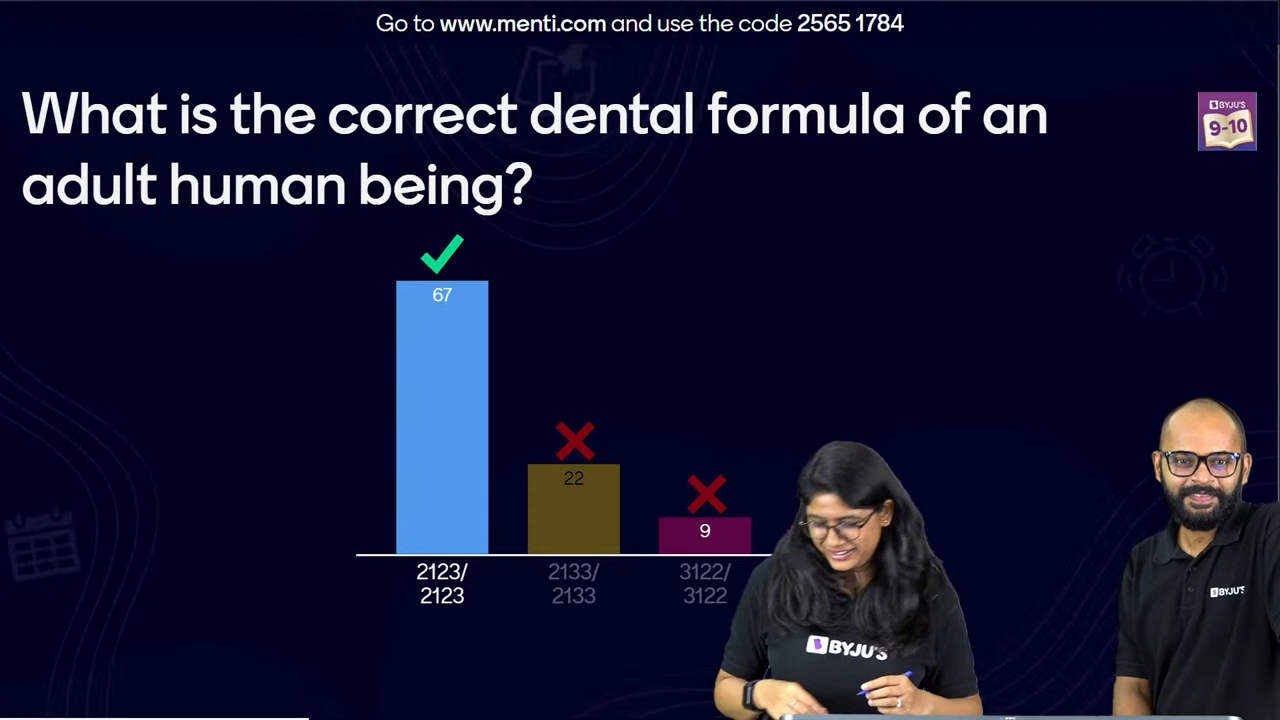 Go to www.menti.com and use the code 2565 1784
What is the correct dental formula of an
adult human being?
BYJU'S
9-10
67
22
9
2123/
2123
2133/
2133
3122/
3122
BYJU'S
BYJU'S